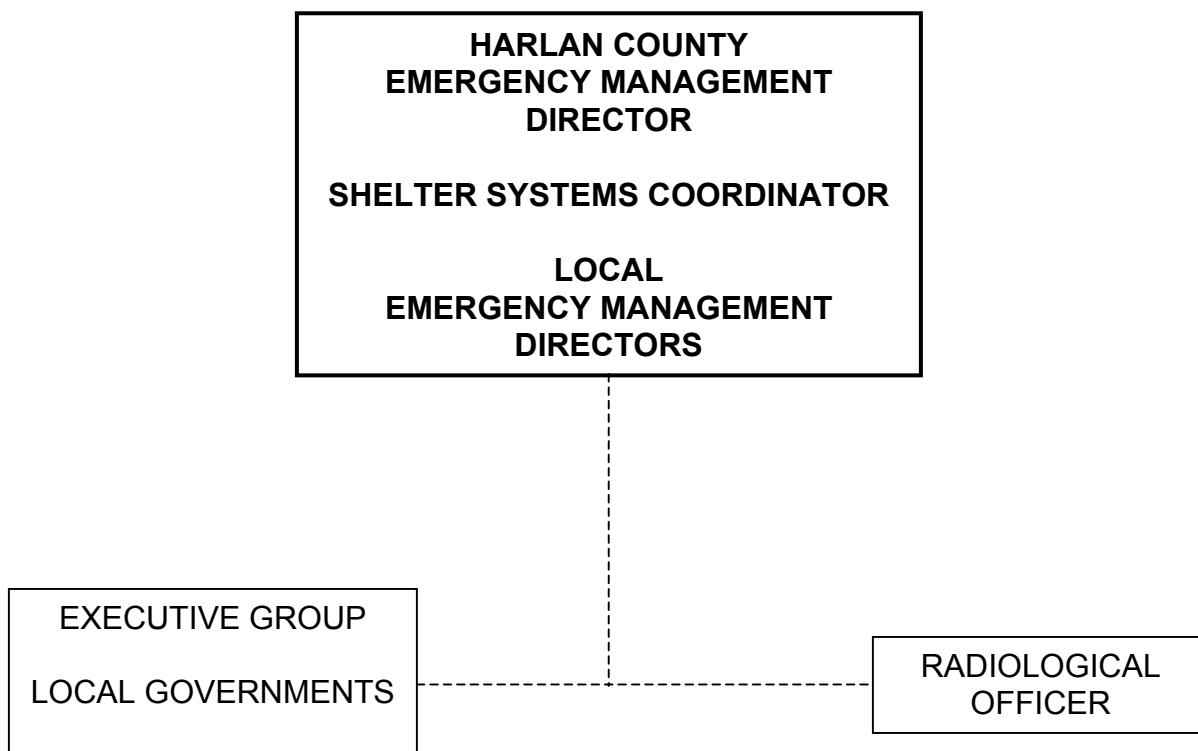 HARLAN COUNTY
EMERGENCY MANAGEMENT
DIRECTOR
SHELTER SYSTEMS COORDINATOR
LOCAL
EMERGENCY MANAGEMENT
DIRECTORS
EXECUTIVE GROUP
LOCAL GOVERNMENTS
RADIOLOGICAL
OFFICER